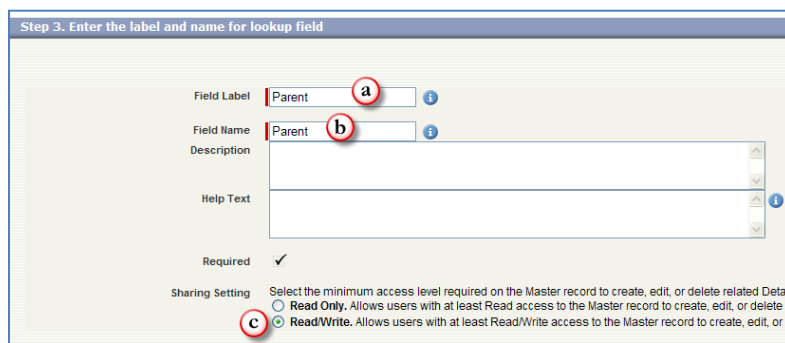 Step 3. Enter the label and name for lookup field
Field Label Parent a i
Field Name Parent b i
Description
Help Text i
Required
Sharing Setting Select the minimum access level required on the Master record to create, edit, or delete related Deta
Read Only. Allows users with at least Read access to the Master record to create, edit, or delete
c Read/Write. Allows users with at least Read/Write access to the Master record to create, edit, or